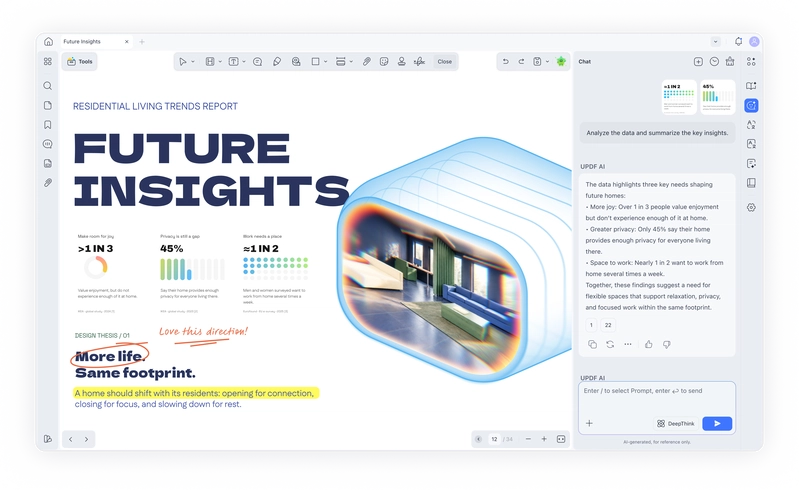 Future Insights
Tools
Close
RESIDENTIAL LIVING TRENDS REPORT
FUTURE
INSIGHTS
Make room for joy
>1 IN 3
Value enjoyment, but do not
experience enough of it at home.
Privacy is still a gap
45%
Say their home provides enough
privacy for everyone living there
Work needs a place
≈1 IN 2
Men and women surveyed want to
work from home several times a
week.
DESIGN THESIS / 01
Love this direction!
More life.
Same footprint.
A home should shift with its residents: opening for connection,
closing for focus, and slowing down for rest.
12 / 34
Chat
≈1 IN 2
45%
Analyze the data and summarize the key insights.
UPDF AI
The data highlights three key needs shaping
future homes:
• More joy: Over 1 in 3 people value enjoyment
but don't experience enough of it at home.
• Greater privacy: Only 45% say their home
provides enough privacy for everyone living
there.
• Space to work: Nearly 1 in 2 want to work from
home several times a week.
Together, these findings suggest a need for
flexible spaces that support relaxation, privacy,
and focused work within the same footprint.
1 22
UPDF AI
Enter / to select Prompt, enter ↩ to send
DeepThink
AI-generated, for reference only.